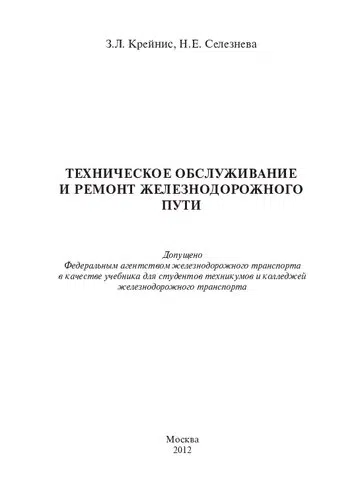 З.Л. Крейнис, Н.Е. Селезнева
ТЕХНИЧЕСКОЕ ОБСЛУЖИВАНИЕ
И РЕМОНТ ЖЕЛЕЗНОДОРОЖНОГО
ПУТИ
Допущено
Федеральным агентством железнодорожного транспорта
в качестве учебника для студентов техникумов и колледжей
железнодорожного транспорта
Москва
2012